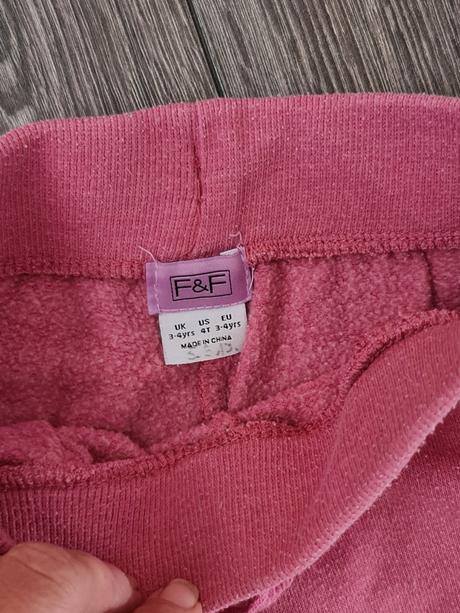 F&F
UK US EU
3-4yrs 4T 3-4yrs
MADE IN CHINA